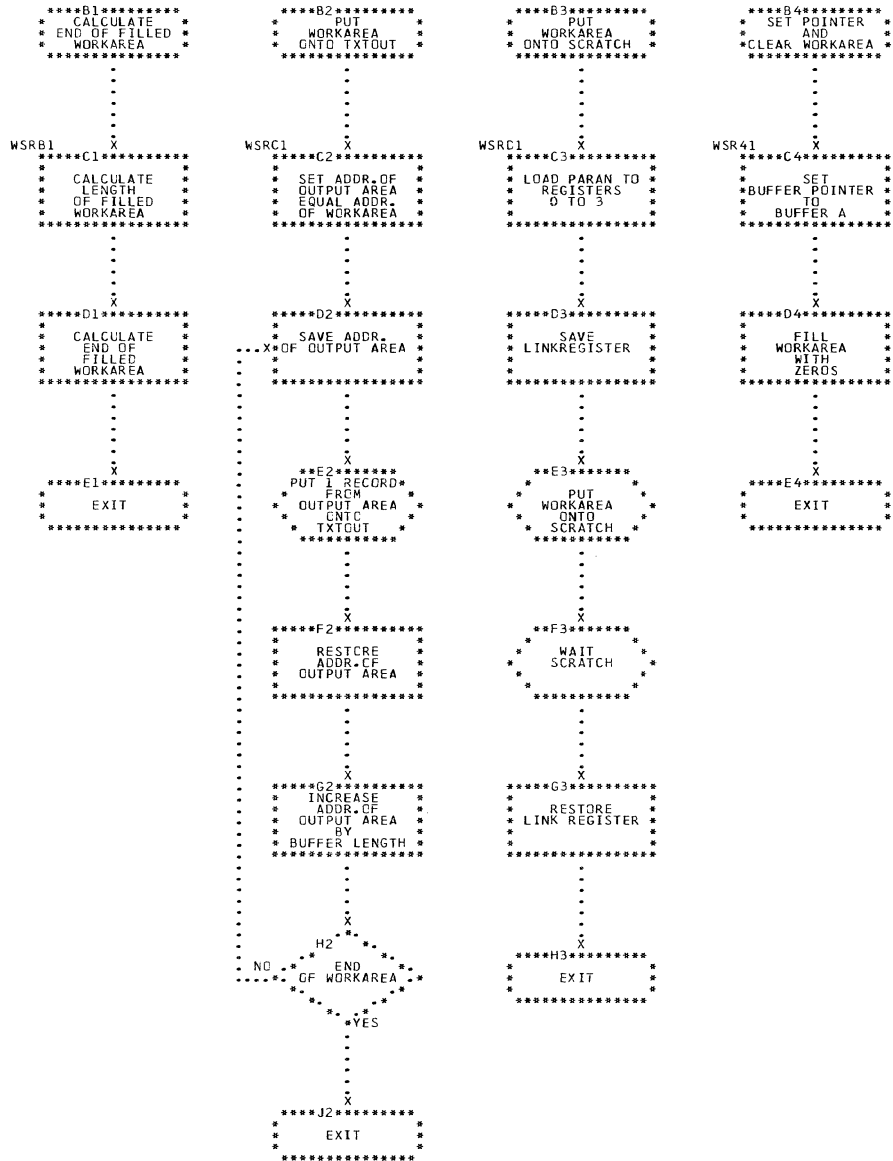 B1
CALCULATE
END OF FILLED
WORKAREA
WSRB1
C1
CALCULATE
LENGTH
OF FILLED
WORKAREA
D1
CALCULATE
END OF
FILLED
WORKAREA
E1
EXIT
B2
PUT
WORKAREA
ONTO TXTOUT
WSRC1
C2
SET ADDR.OF
OUTPUT AREA
EQUAL ADDR.
OF WORKAREA
D2
SAVE ADDR.
OF OUTPUT AREA
E2
PUT 1 RECORD
FROM
OUTPUT AREA
CNTC
TXTOUT
F2
RESTCRE
ADDR.CF
OUTPUT AREA
G2
INCREASE
ADDR.OF
OUTPUT AREA
BY
BUFFER LENGTH
H2
END
OF WORKAREA
NO
YES
J2
EXIT
B3
PUT
WORKAREA
ONTO SCRATCH
WSRD1
C3
LOAD PARAN TO
REGISTERS
0 TO 3
D3
SAVE
LINKREGISTER
E3
PUT
WORKAREA
ONTO
SCRATCH
F3
WAIT
SCRATCH
G3
RESTORE
LINK REGISTER
H3
EXIT
B4
SET POINTER
AND
CLEAR WORKAREA
WSR41
C4
SET
BUFFER POINTER
TO
BUFFER A
D4
FILL
WORKAREA
WITH
ZEROS
E4
EXIT